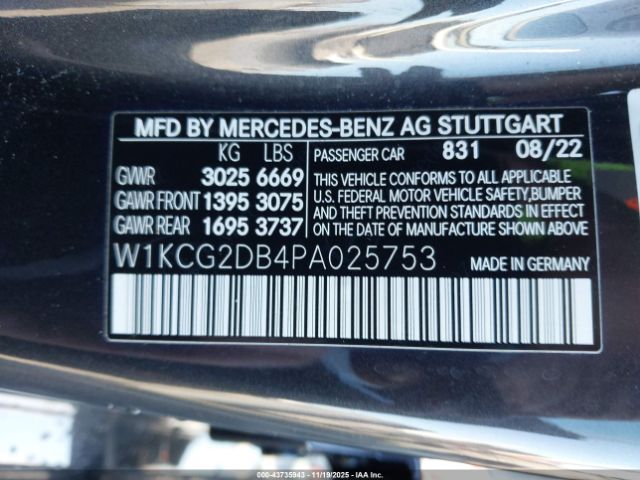 MFD BY MERCEDES-BENZ AG STUTTGART
KG LBS PASSENGER CAR 831 08/22
GVWR 3025 6669
GAWR FRONT 1395 3075
GAWR REAR 1695 3737
THIS VEHICLE CONFORMS TO ALL APPLICABLE
U.S. FEDERAL MOTOR VEHICLE SAFETY,BUMPER
AND THEFT PREVENTION STANDARDS IN EFFECT
ON THE DATE OF MANUFACTURE SHOWN ABOVE
W1KCG2DB4PA025753 MADE IN GERMANY
© IMAGE 000-43735943 - 11/19/2025 - IAA Inc.